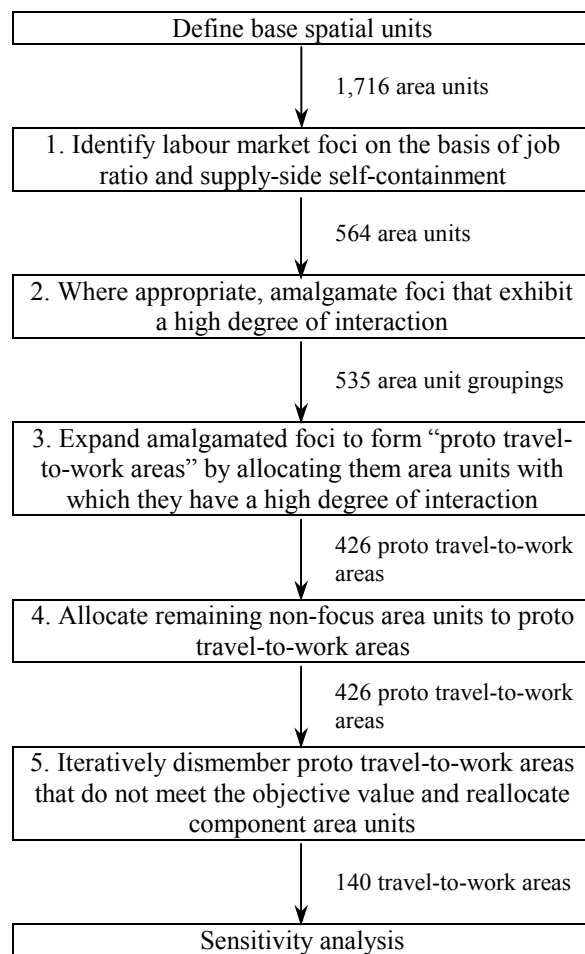 Define base spatial units
1,716 area units
1. Identify labour market foci on the basis of job
ratio and supply-side self-containment
564 area units
2. Where appropriate, amalgamate foci that exhibit
a high degree of interaction
535 area unit groupings
3. Expand amalgamated foci to form “proto travel-
to-work areas” by allocating them area units with
which they have a high degree of interaction
426 proto travel-to-work
areas
4. Allocate remaining non-focus area units to proto
travel-to-work areas
426 proto travel-to-work
areas
5. Iteratively dismember proto travel-to-work areas
that do not meet the objective value and reallocate
component area units
140 travel-to-work areas
Sensitivity analysis